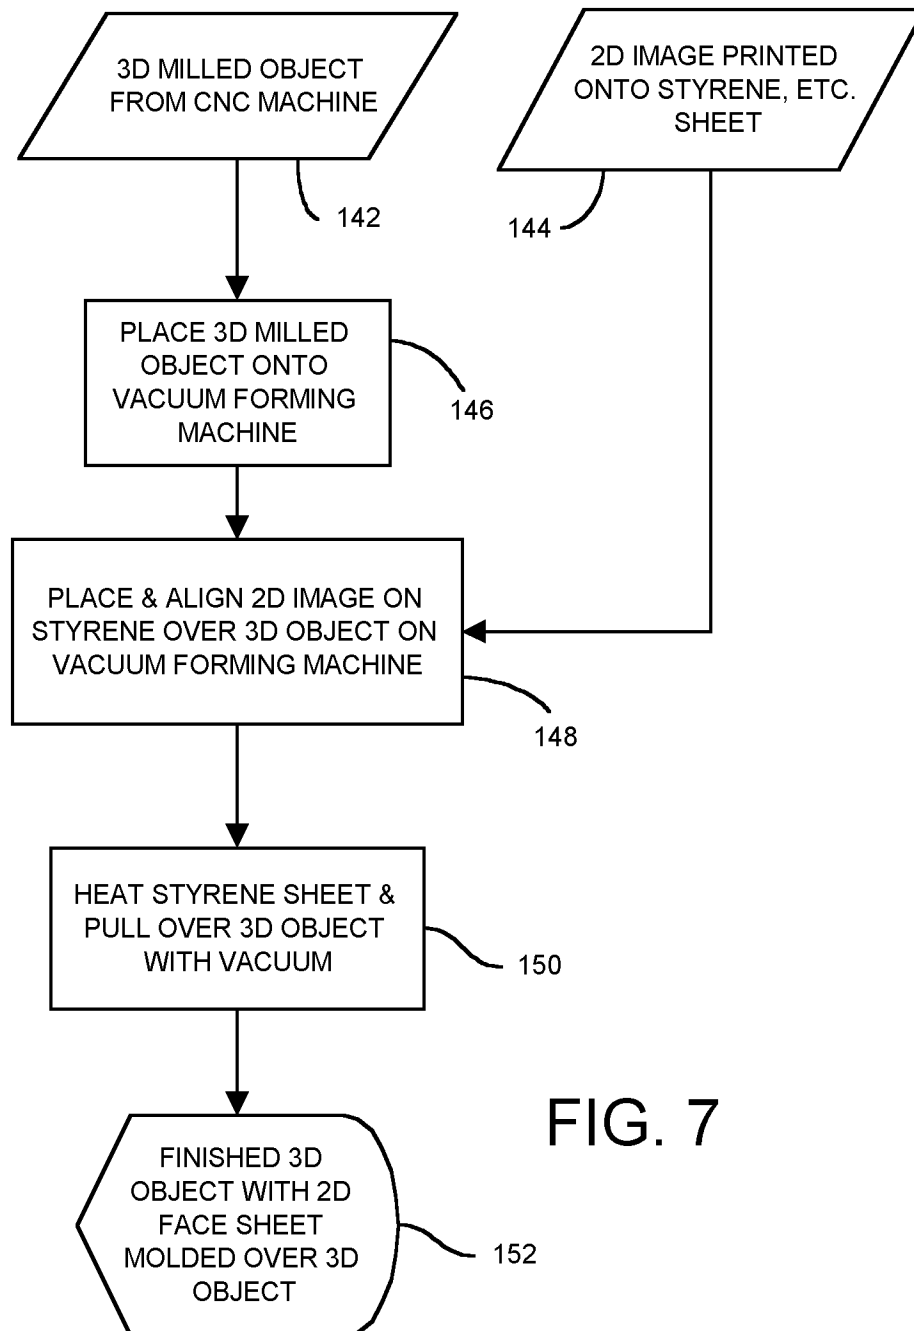 3D MILLED OBJECT
FROM CNC MACHINE
142
2D IMAGE PRINTED
ONTO STYRENE, ETC.
SHEET
144
PLACE 3D MILLED
OBJECT ONTO
VACUUM FORMING
MACHINE
146
PLACE & ALIGN 2D IMAGE ON
STYRENE OVER 3D OBJECT ON
VACUUM FORMING MACHINE
148
HEAT STYRENE SHEET &
PULL OVER 3D OBJECT
WITH VACUUM
150
FINISHED 3D
OBJECT WITH 2D
FACE SHEET
MOLDED OVER 3D
OBJECT
152
FIG. 7